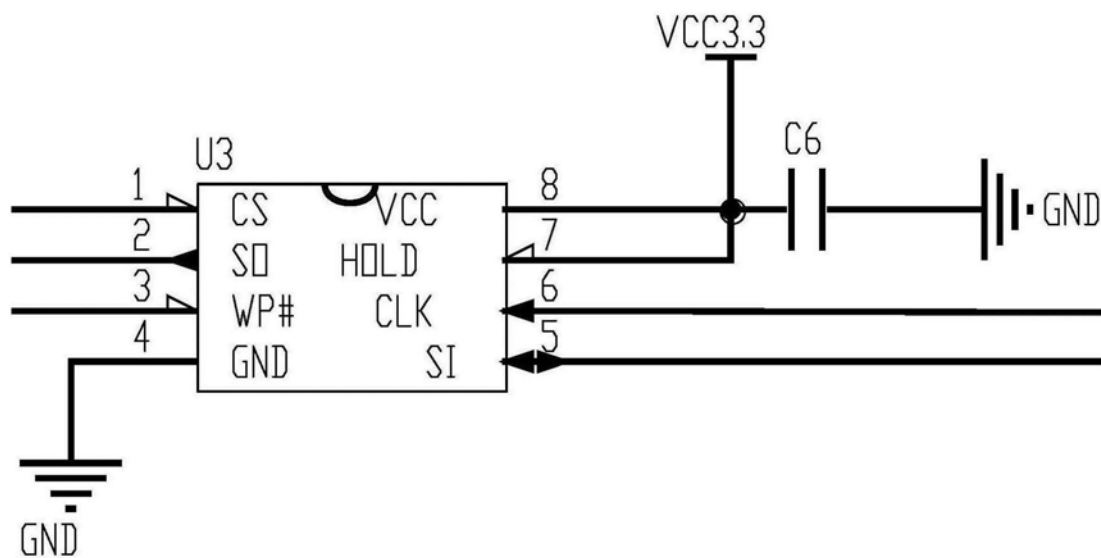 VCC3.3
C6
U3
1 CS VCC 8
GND
2 SO HOLD 7
3 WP# CLK 6
4 GND SI 5
GND